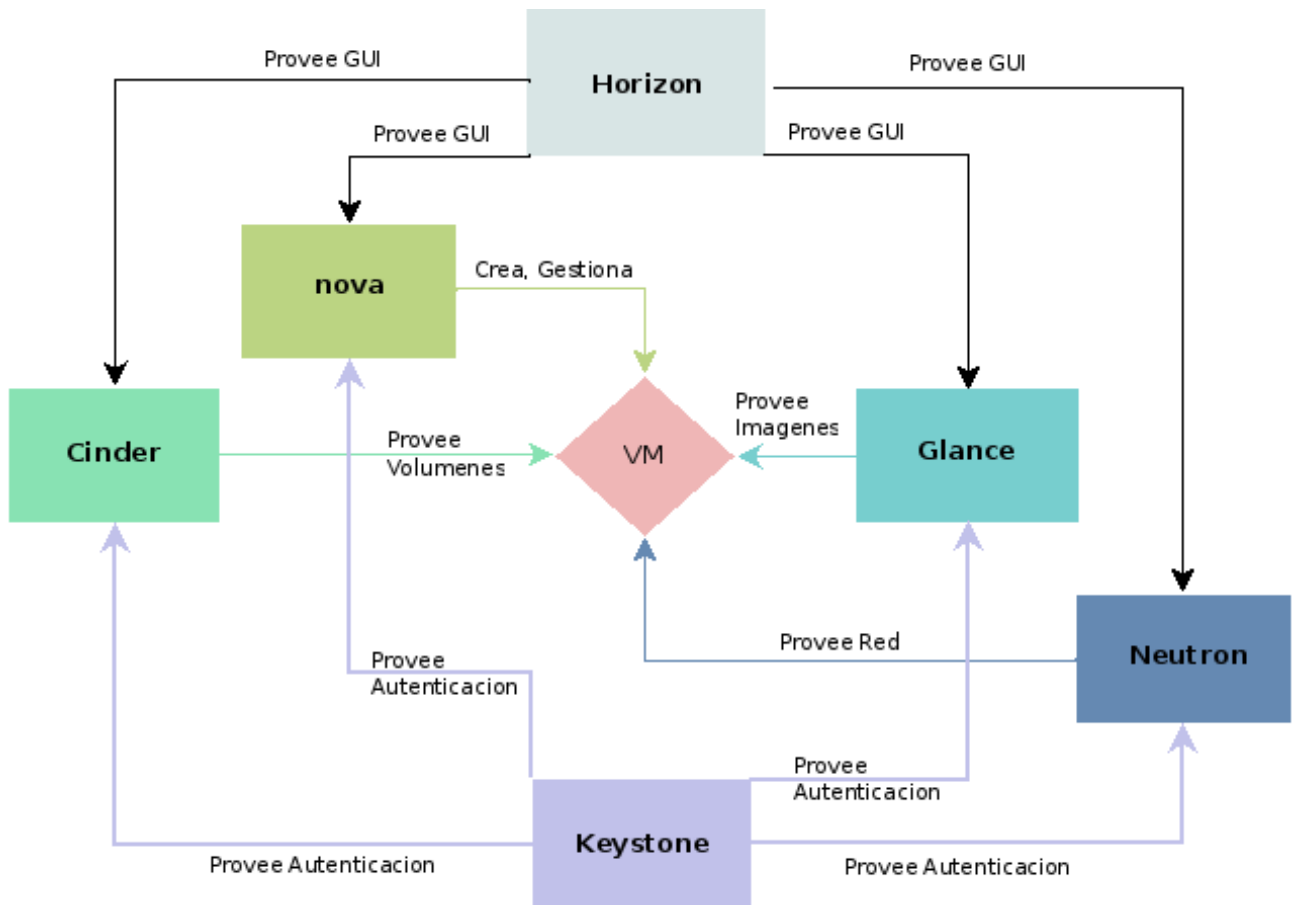 Provee GUI
Horizon
Provee GUI
Provee GUI
Provee GUI
nova
Crea, Gestiona
Cinder
Provee
Volumenes
VM
Provee
Imagenes
Glance
Provee Red
Neutron
Provee
Autenticacion
Provee
Autenticacion
Keystone
Provee Autenticacion
Provee Autenticacion